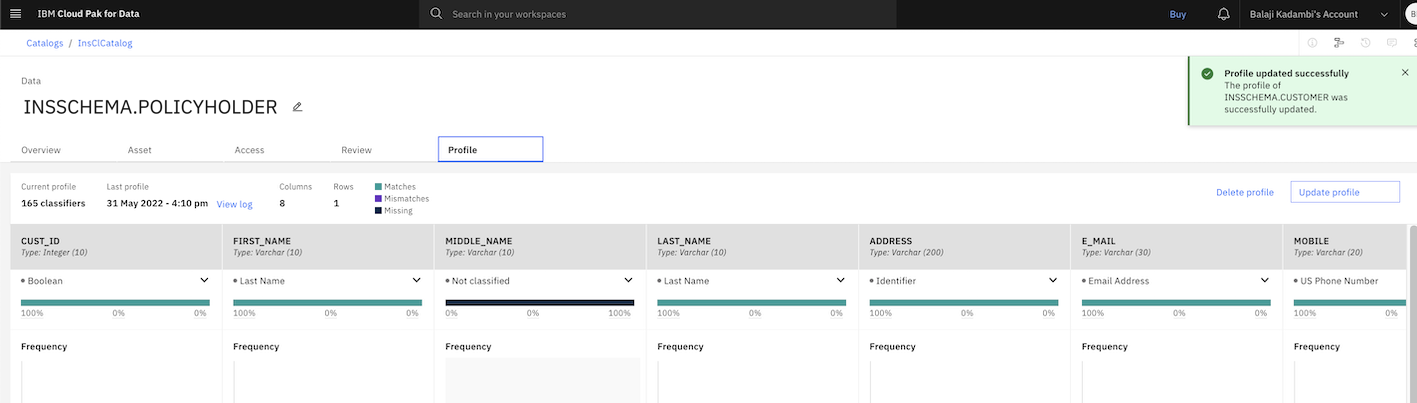 IBM Cloud Pak for Data
Search in your workspaces
Buy
Balaji Kadambi's Account
Catalogs / InsClCatalog
Profile updated successfully
The profile of
INSSCHEMA.CUSTOMER was
successfully updated.
Data
INSSCHEMA.POLICYHOLDER
Overview Asset Access Review Profile
Current profile Last profile Columns Rows Matches
165 classifiers 31 May 2022 - 4:10 pm View log 8 1 Mismatches
Missing
Delete profile Update profile
CUST_ID FIRST_NAME MIDDLE_NAME LAST_NAME ADDRESS E_MAIL MOBILE
Type: Integer (10) Type: Varchar (10) Type: Varchar (10) Type: Varchar (10) Type: Varchar (200) Type: Varchar (30) Type: Varchar (20)
Boolean Last Name Not classified Last Name Identifier Email Address US Phone Number
100% 0% 0% 100% 0% 0% 0% 0% 100% 100% 0% 0% 100% 0% 0% 100% 0% 0% 100% 0%
Frequency Frequency Frequency Frequency Frequency Frequency Frequency